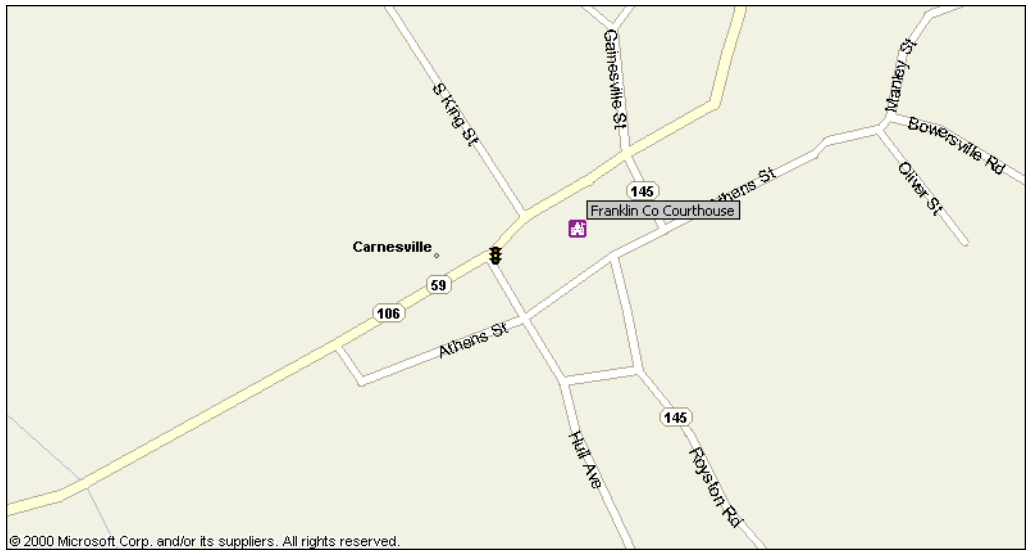 Gainesville St
S King St
Manley St
Bowersville Rd
Oliver St
145
Athens St
Franklin Co Courthouse
Carnesville
59
106
Athens St
145
Hull Ave
Royston Rd
© 2000 Microsoft Corp. and/or its suppliers. All rights reserved.